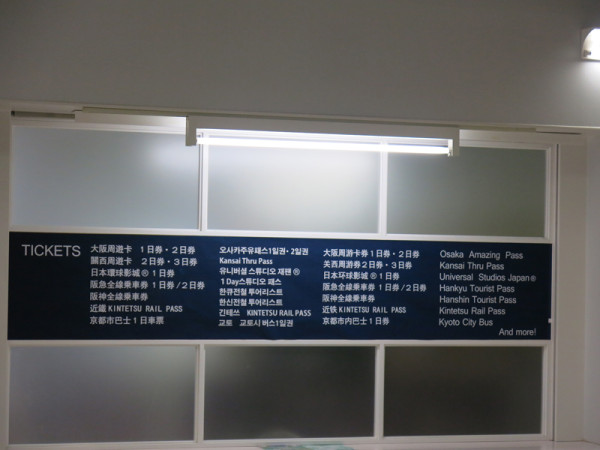 TICKETS
大阪周遊卡 1日券・2日券
關西周遊卡 2日券・3日券
日本環球影城® 1日券
阪急全線乗車券 1日券/2日券
阪神全線乗車券
近鐵 KINTETSU RAIL PASS
京都市巴士1日車票
오사카주유패스1일권・2일권
Kansai Thru Pass
유니버셜 스튜디오 재팬 ®
1 Day스튜디오 패스
한큐전철 투어리스트
한신전철 투어리스트
긴테쓰 KINTETSU RAIL PASS
교토 교토시 버스1일권
大阪周游卡券1日券・2日券
关西周游券2日券・3日券
日本环球影城® 1日券
阪急全線乗車券 1日券/2日券
阪神全線乗車券
近铁 KINTETSU RAIL PASS
京都市内巴士1日券
Osaka Amazing Pass
Kansai Thru Pass
Universal Studios Japan®
Hankyu Tourist Pass
Hanshin Tourist Pass
Kintetsu Rail Pass
Kyoto City Bus
And more!